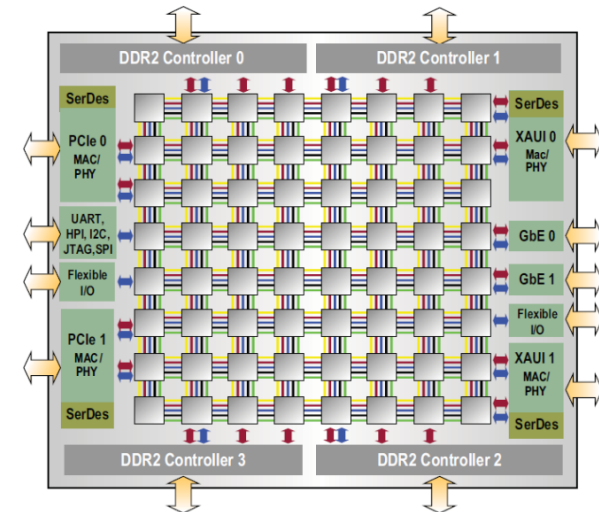 DDR2 Controller 0
DDR2 Controller 1
SerDes
PCIe 0
MAC/
PHY
UART,
HPI, I2C,
JTAG,SPI
Flexible
I/O
PCIe 1
MAC/
PHY
SerDes
SerDes
XAUI 0
Mac/
PHY
GbE 0
GbE 1
Flexible
I/O
XAUI 1
MAC/
PHY
SerDes
DDR2 Controller 3
DDR2 Controller 2